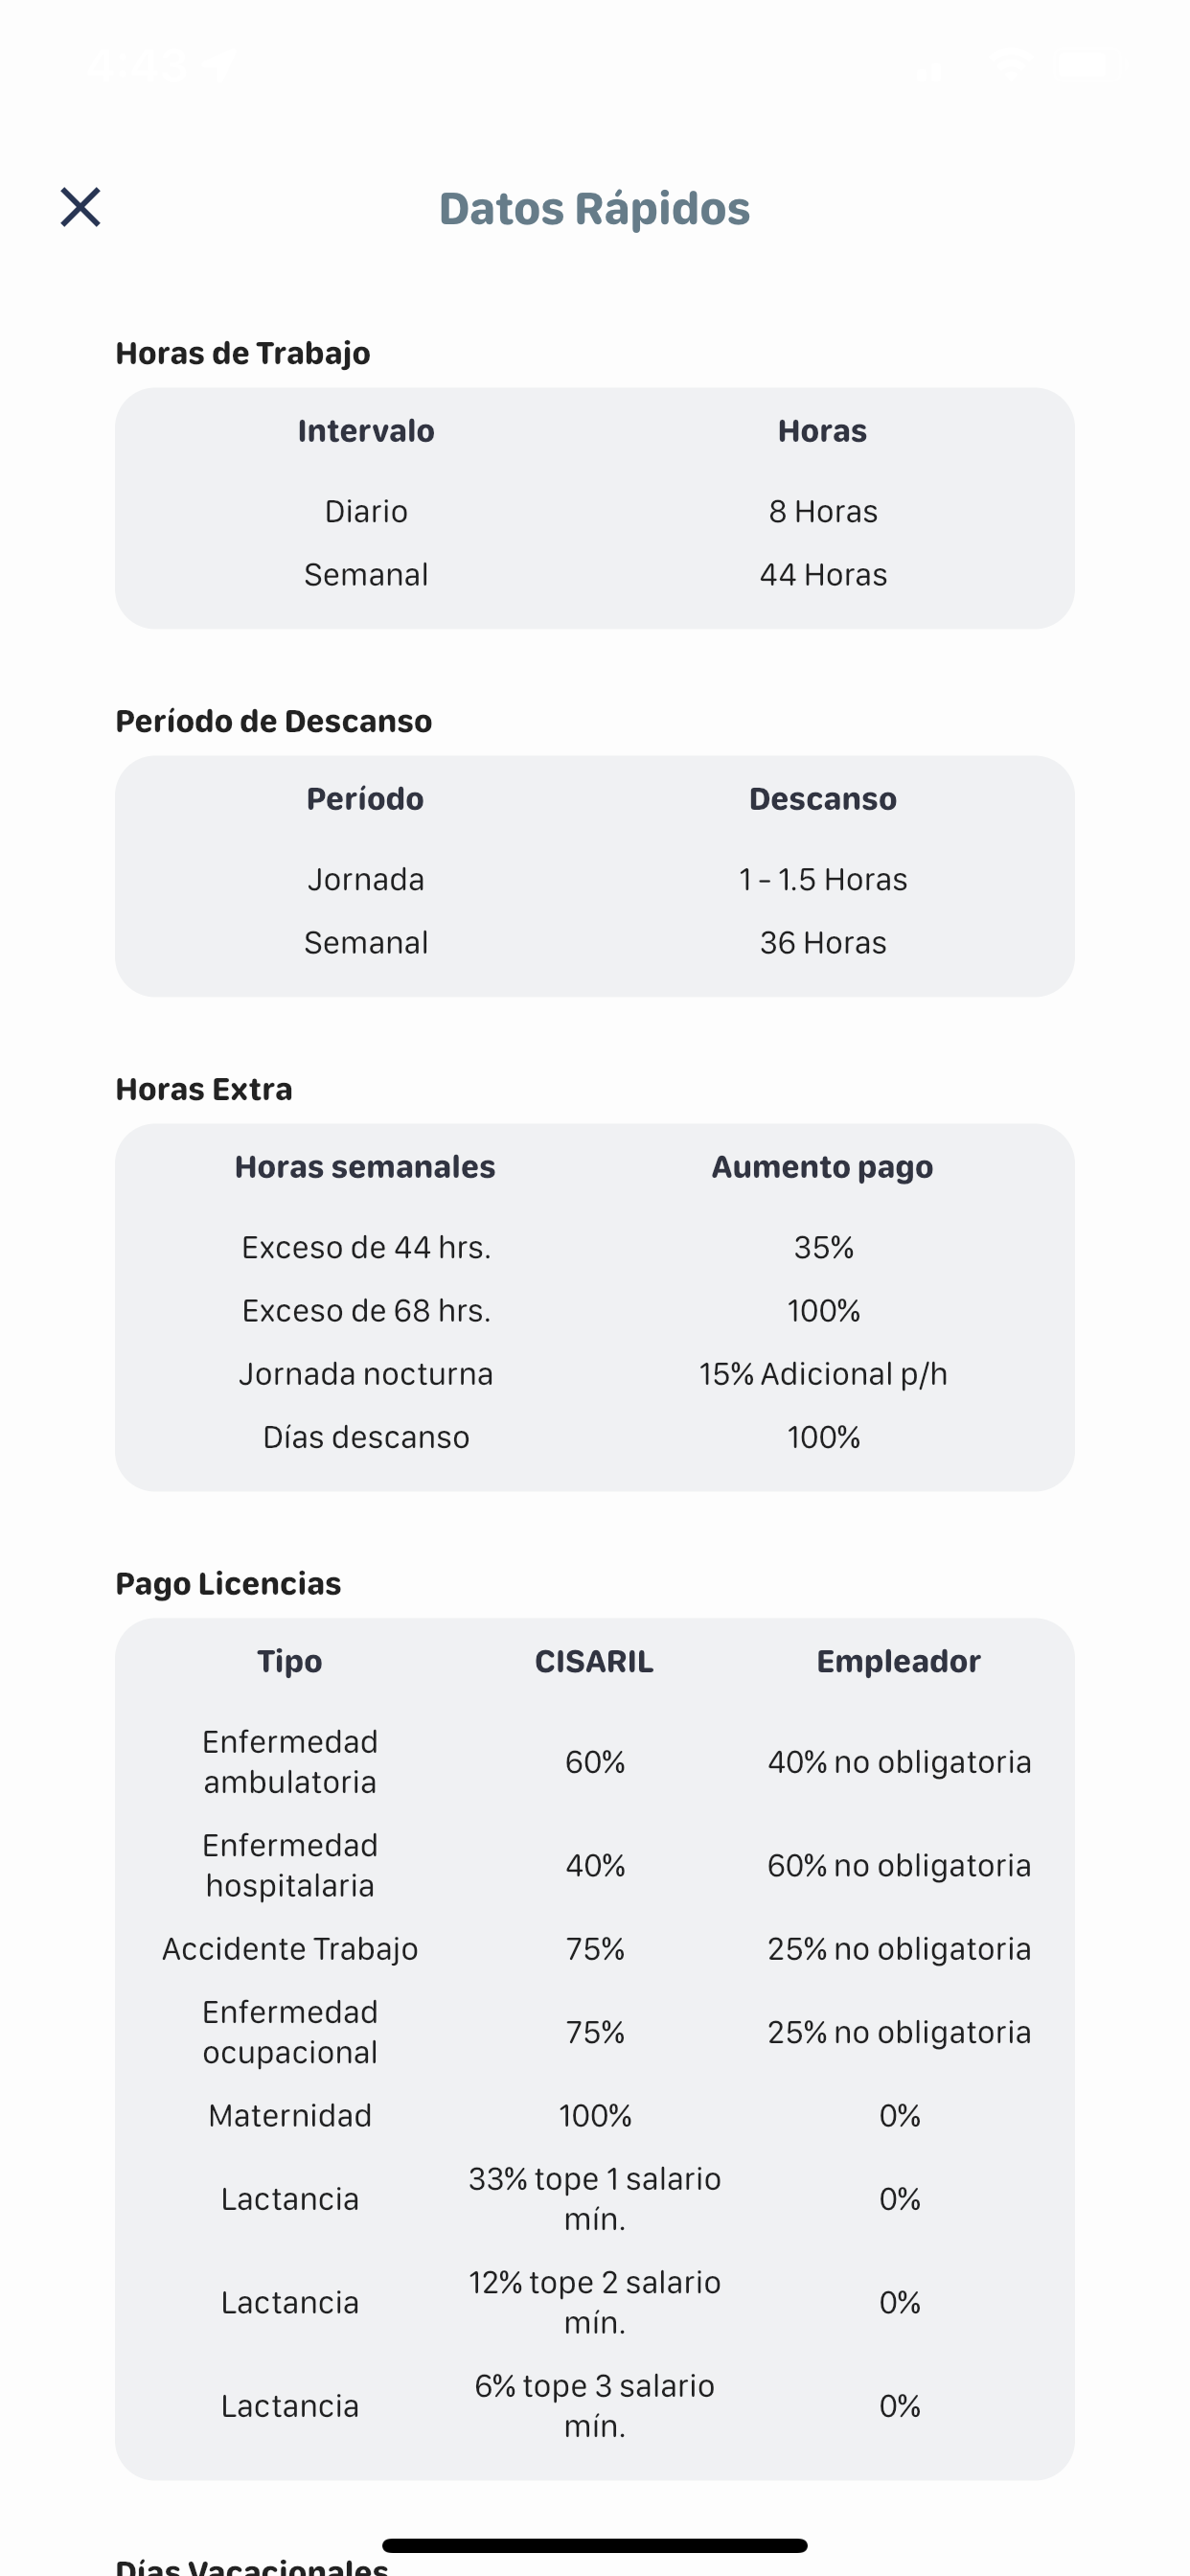 4:43
Datos Rápidos
Horas de Trabajo
Intervalo Horas
Diario 8 Horas
Semanal 44 Horas
Período de Descanso
Período Descanso
Jornada 1 - 1.5 Horas
Semanal 36 Horas
Horas Extra
Horas semanales Aumento pago
Exceso de 44 hrs. 35%
Exceso de 68 hrs. 100%
Jornada nocturna 15% Adicional p/h
Días descanso 100%
Pago Licencias
Tipo CISARIL Empleador
Enfermedad
ambulatoria 60% 40% no obligatoria
Enfermedad
hospitalaria 40% 60% no obligatoria
Accidente Trabajo 75% 25% no obligatoria
Enfermedad
ocupacional 75% 25% no obligatoria
Maternidad 100% 0%
Lactancia 33% tope 1 salario
mín. 0%
Lactancia 12% tope 2 salario
mín. 0%
Lactancia 6% tope 3 salario
mín. 0%
Días Vacacionales